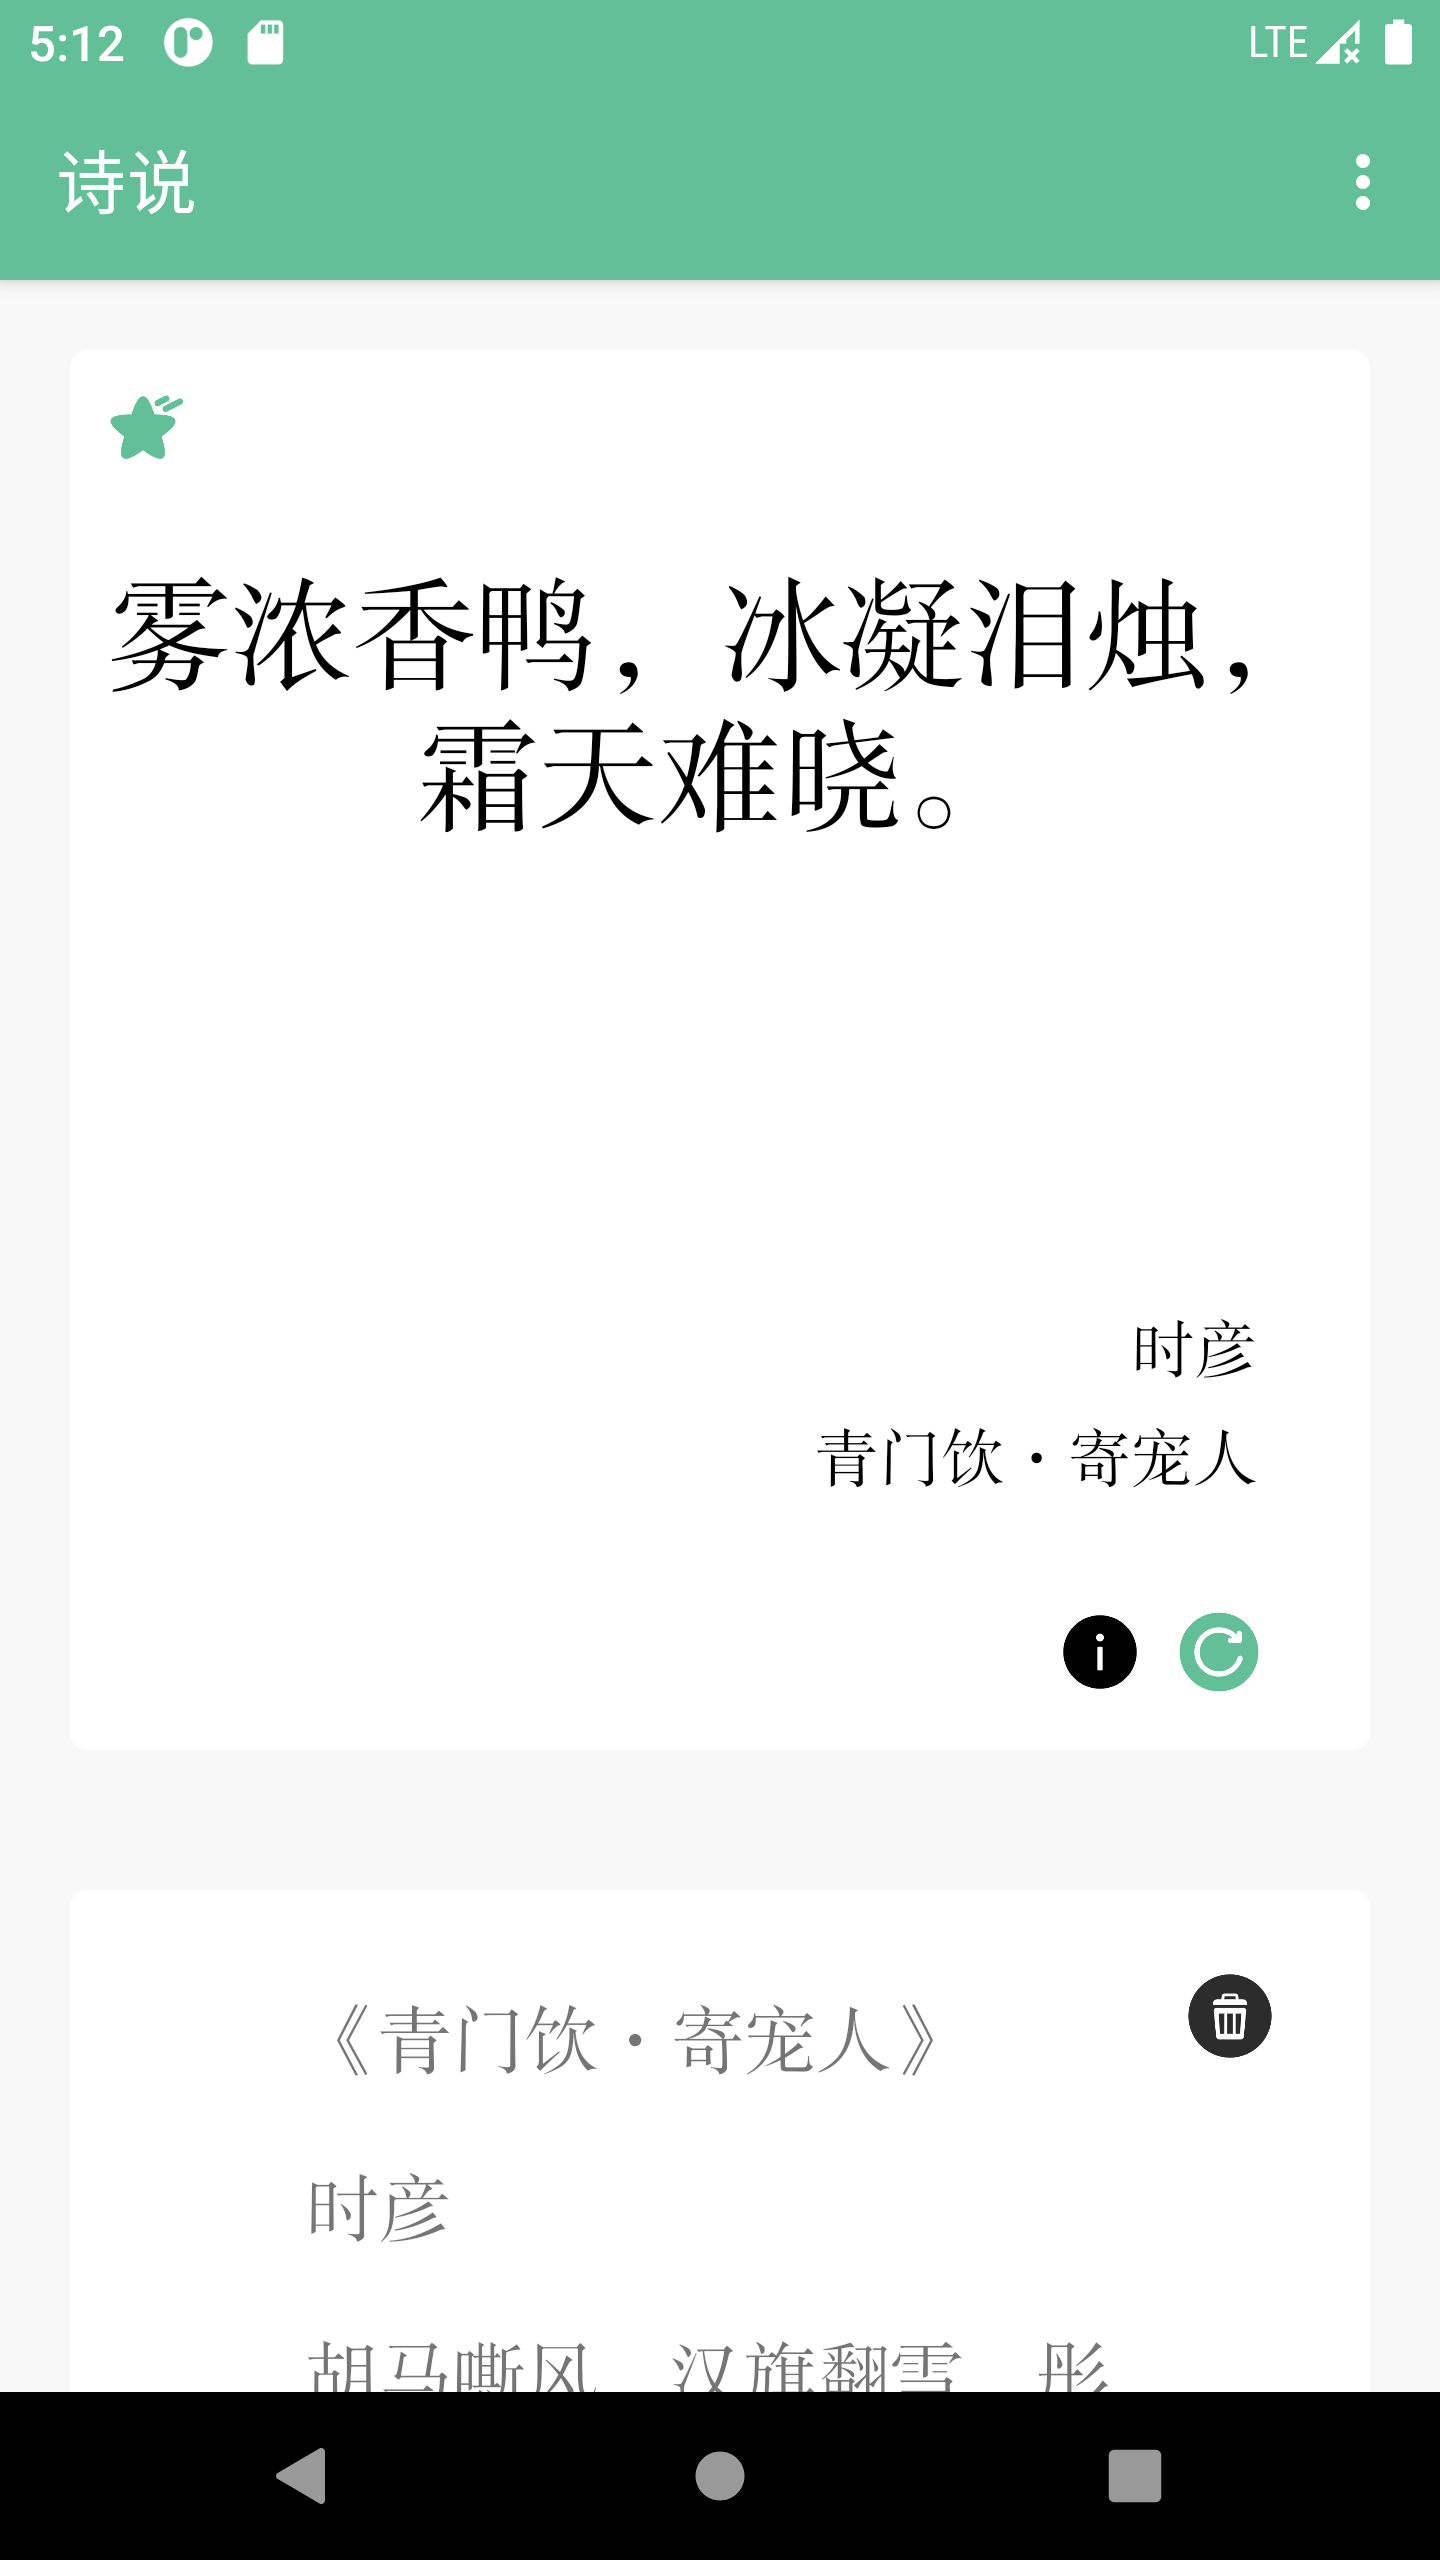 5:12
LTE
诗说
雾浓香鸭，冰凝泪烛，
霜天难晓。
时彦
青门饮·寄宠人
《青门饮·寄宠人》
时彦
胡马嘶风，汉旗翻雪，彤